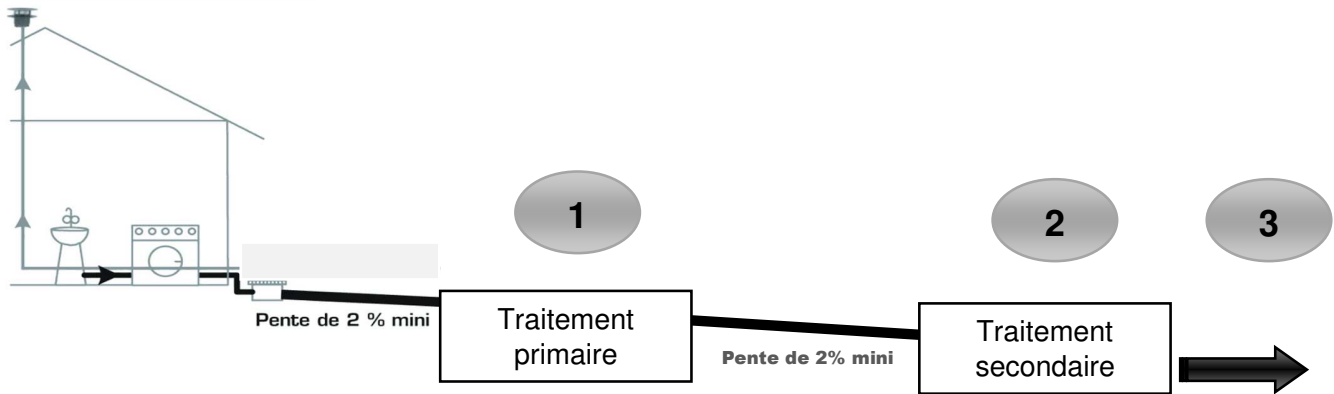 1
2
3
Pente de 2 % mini
Traitement
primaire
Pente de 2% mini
Traitement
secondaire